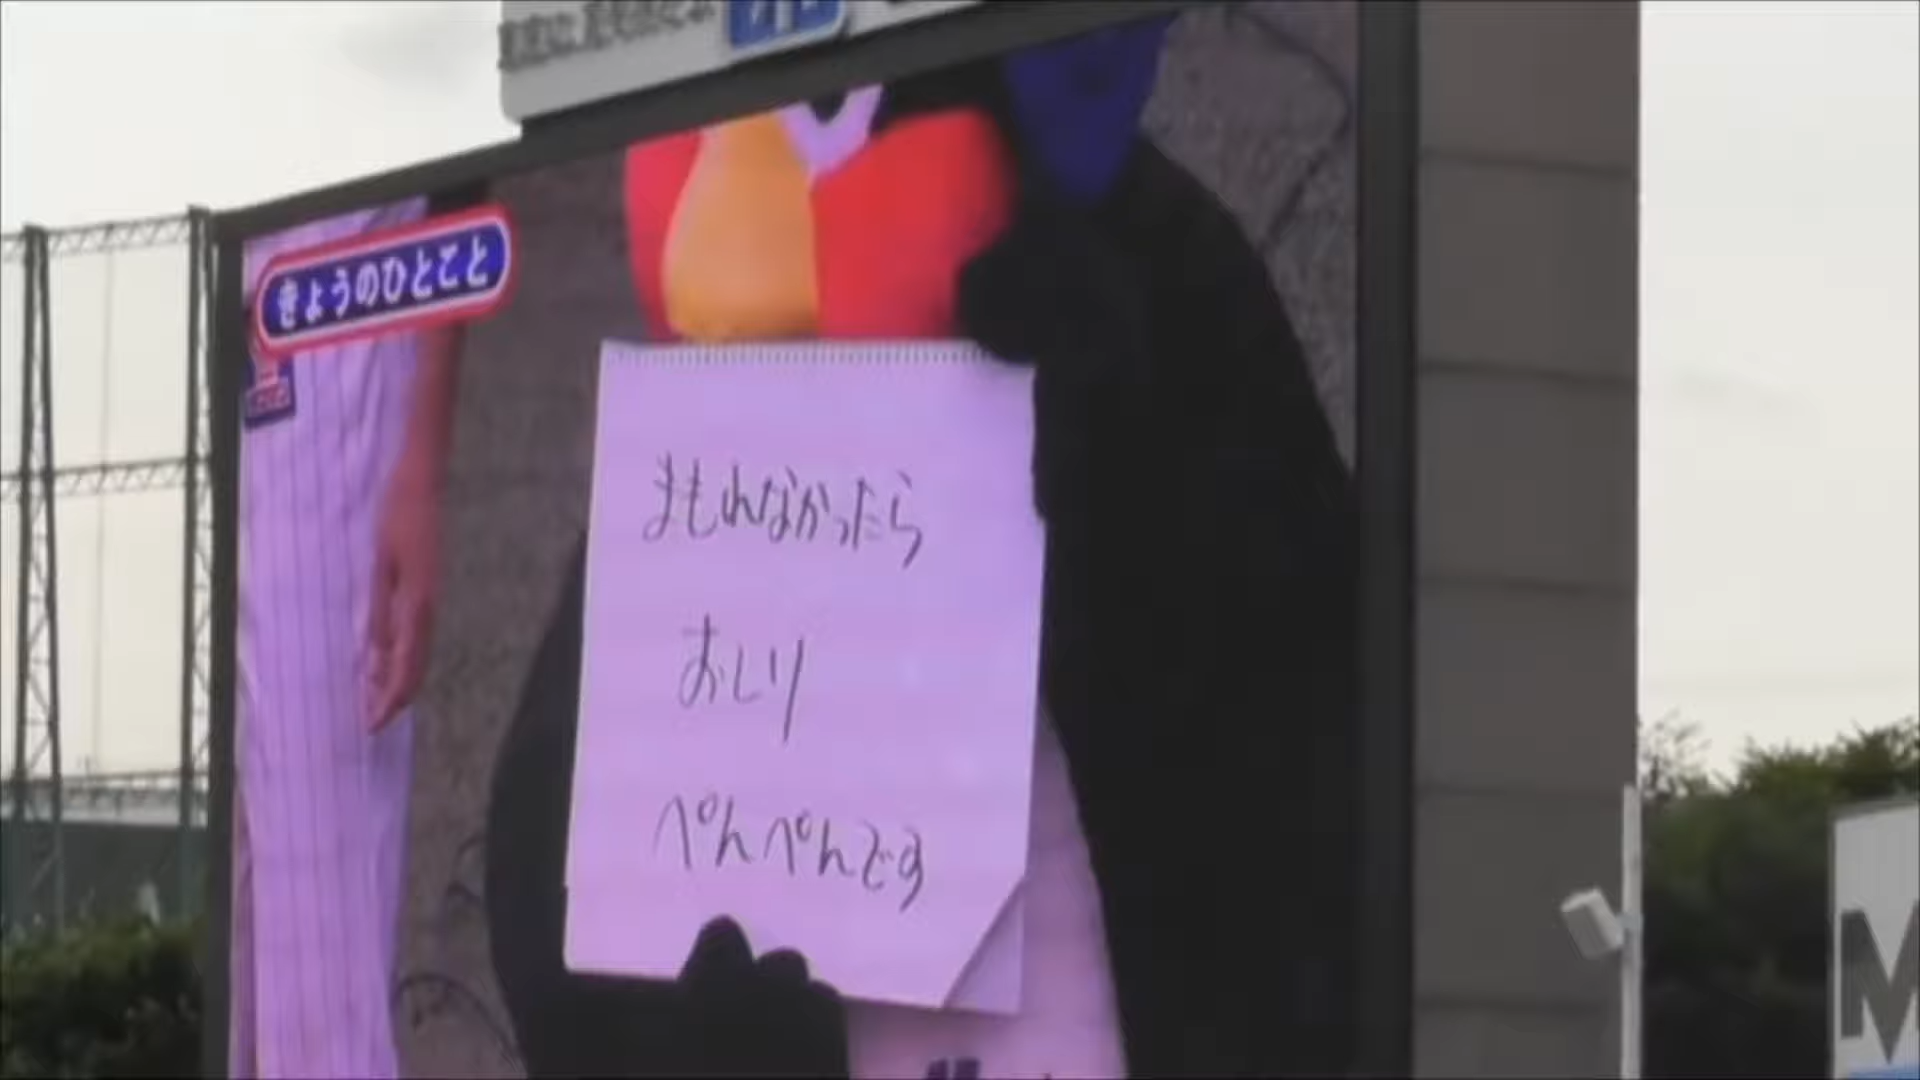 きょうのひとこと
まもれなかったら
おしり
ぺんぺんです
M